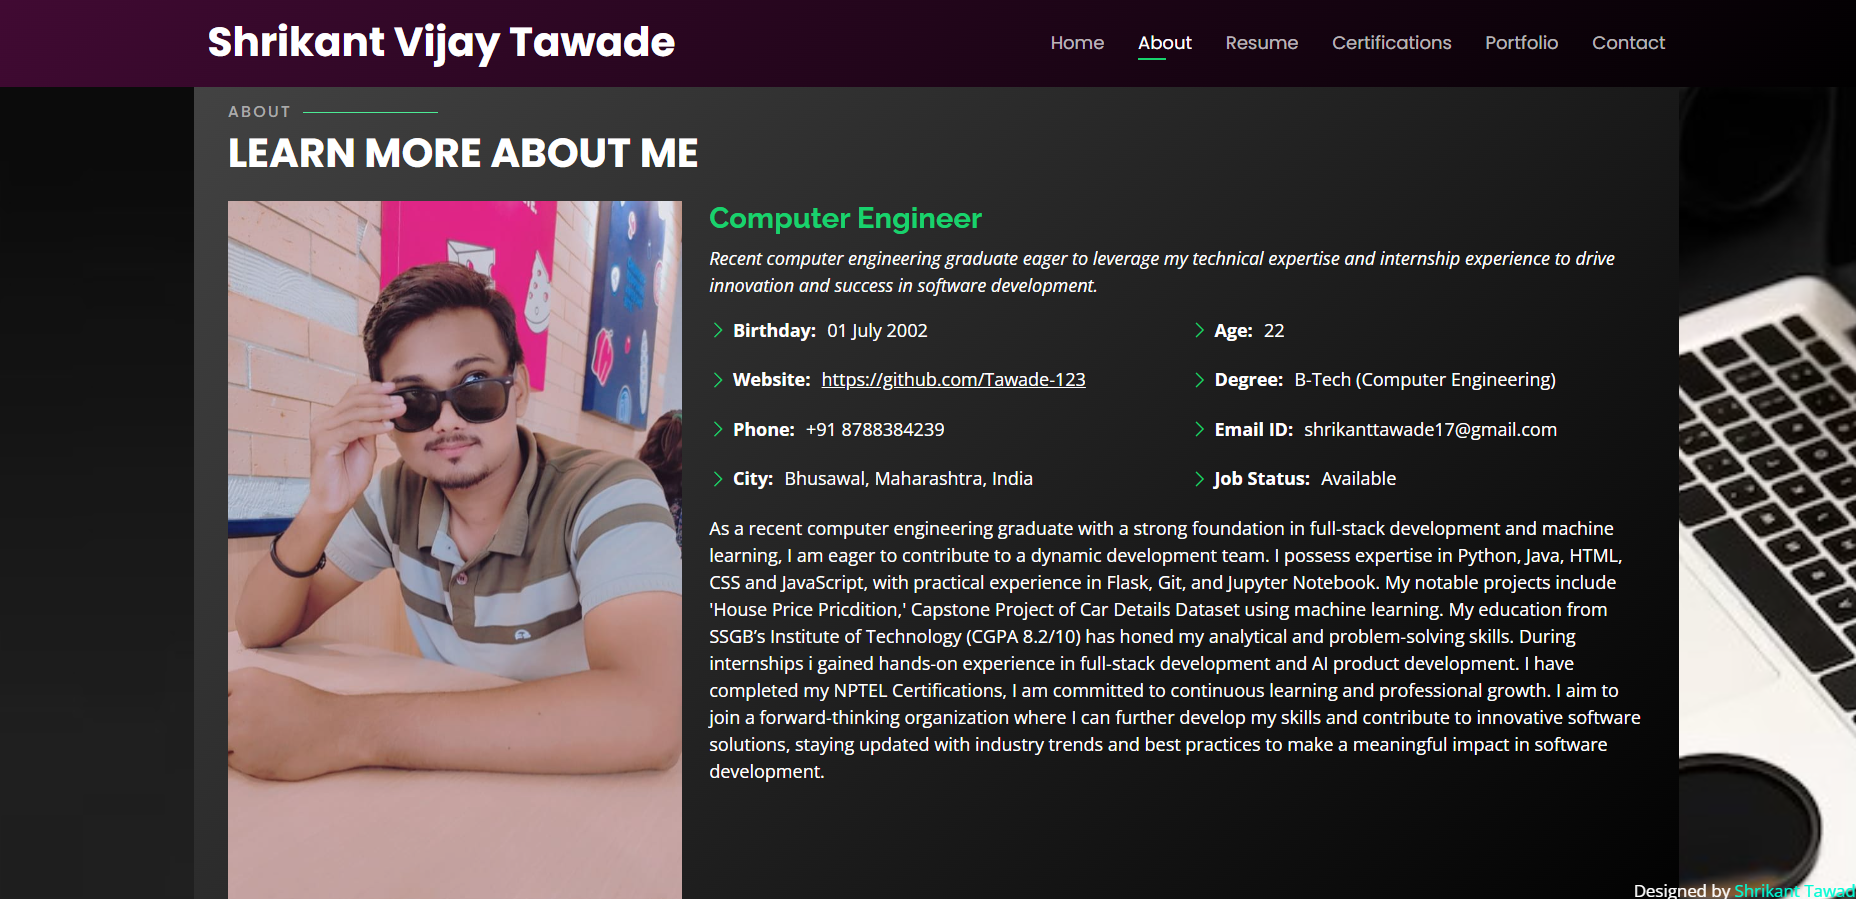 Shrikant Vijay Tawade
Home About Resume Certifications Portfolio Contact
ABOUT
LEARN MORE ABOUT ME
Computer Engineer
Recent computer engineering graduate eager to leverage my technical expertise and internship experience to drive
innovation and success in software development.
Birthday: 01 July 2002
Age: 22
Website: https://github.com/Tawade-123
Degree: B-Tech (Computer Engineering)
Phone: +91 8788384239
Email ID: shrikanttawade17@gmail.com
City: Bhusawal, Maharashtra, India
Job Status: Available
As a recent computer engineering graduate with a strong foundation in full-stack development and machine
learning, I am eager to contribute to a dynamic development team. I possess expertise in Python, Java, HTML,
CSS and JavaScript, with practical experience in Flask, Git, and Jupyter Notebook. My notable projects include
'House Price Pricdition,' Capstone Project of Car Details Dataset using machine learning. My education from
SSGB’s Institute of Technology (CGPA 8.2/10) has honed my analytical and problem-solving skills. During
internships i gained hands-on experience in full-stack development and AI product development. I have
completed my NPTEL Certifications, I am committed to continuous learning and professional growth. I aim to
join a forward-thinking organization where I can further develop my skills and contribute to innovative software
solutions, staying updated with industry trends and best practices to make a meaningful impact in software
development.
Designed by Shrikant Tawad